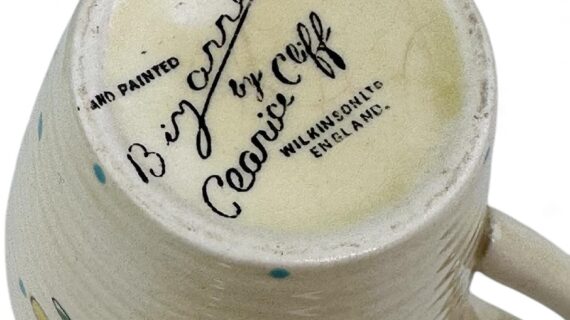 HAND PAINTED
Bizarre
by
Clarice Cliff
WILKINSON LTD
ENGLAND.